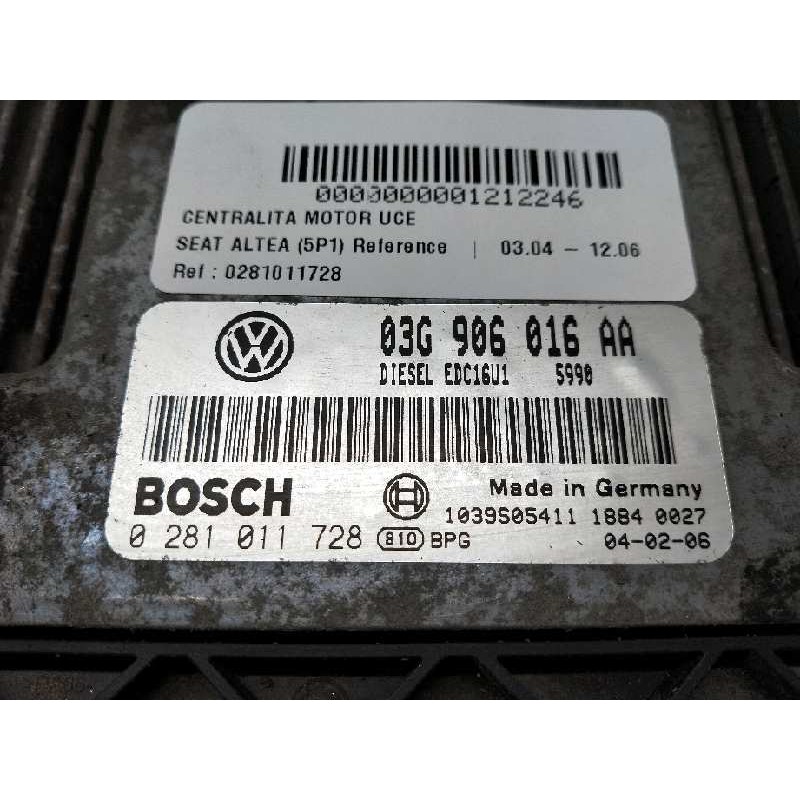 0000000001212246
CENTRALITA MOTOR UCE
SEAT ALTEA (5P1) Reference | 03.04 – 12.06
Ref : 0281011728
03G 906 016 AA
DIESEL EDC16U1 5990
BOSCH
Made in Germany
1039S05411 1884 0027
0 281 011 728 810 BPG 04-02-06